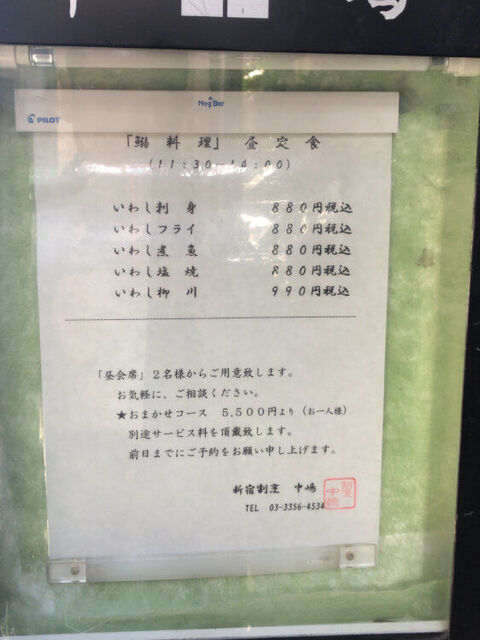 中嶋
MagBar
PILOT
「鰯料理」昼定食
(11:30-14:00)
いわし刺身 880円税込
いわしフライ 880円税込
いわし煮魚 880円税込
いわし塩焼 880円税込
いわし柳川 990円税込
「昼会席」2名様からご用意致します。
お気軽に、ご相談ください。
★おまかせコース 5,500円より（お一人様）
別途サービス料を頂戴致します。
前日までにご予約をお願い申し上げます。
新宿割烹 中嶋
割烹中嶋
TEL 03-3356-4534